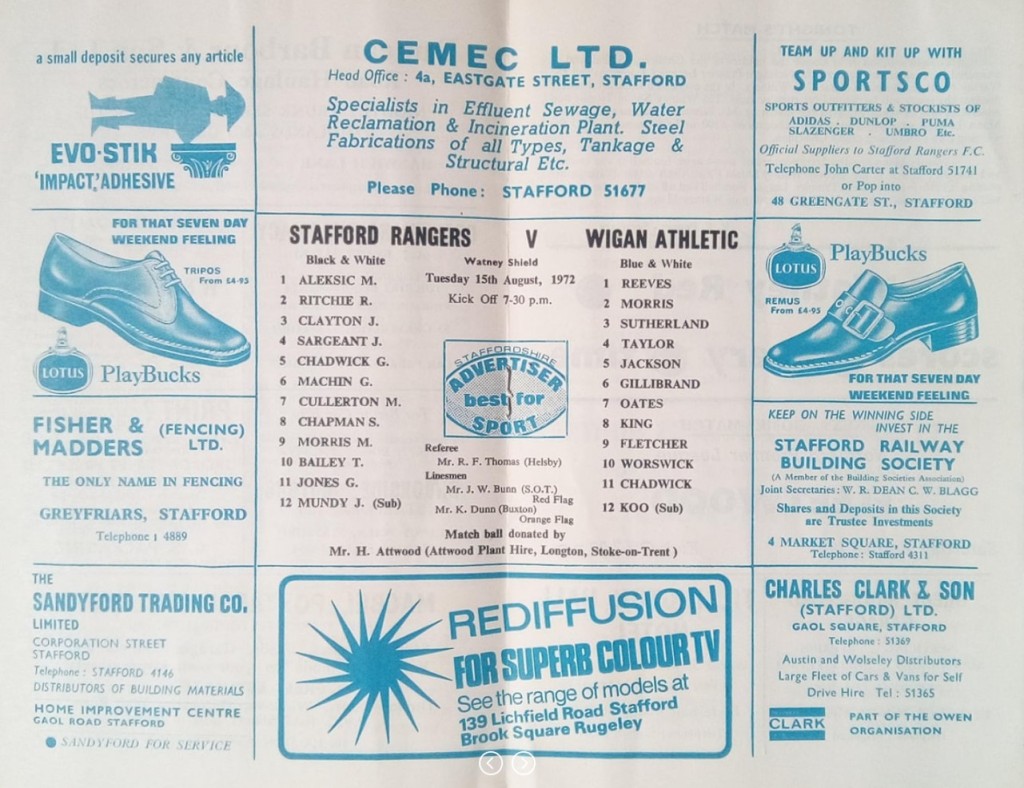 a small deposit secures any article
EVO-STIK
'IMPACT,' ADHESIVE
FOR THAT SEVEN DAY
WEEKEND FEELING
TRIPOS
From £4·95
LOTUS PlayBucks
FISHER & (FENCING)
MADDERS LTD.
THE ONLY NAME IN FENCING
GREYFRIARS, STAFFORD
Telephone : 4889
THE
SANDYFORD TRADING CO.
LIMITED
CORPORATION STREET
STAFFORD
Telephone : STAFFORD 4146
DISTRIBUTORS OF BUILDING MATERIALS
HOME IMPROVEMENT CENTRE
GAOL ROAD STAFFORD
● SANDYFORD FOR SERVICE
CEMEC LTD.
Head Office : 4a, EASTGATE STREET, STAFFORD
Specialists in Effluent Sewage, Water
Reclamation & Incineration Plant. Steel
Fabrications of all Types, Tankage &
Structural Etc.
Please Phone: STAFFORD 51677
STAFFORD RANGERS V WIGAN ATHLETIC
Black & White
1 ALEKSIC M.
2 RITCHIE R.
3 CLAYTON J.
4 SARGEANT J.
5 CHADWICK G.
6 MACHIN G.
7 CULLERTON M.
8 CHAPMAN S.
9 MORRIS M.
10 BAILEY T.
11 JONES G.
12 MUNDY J. (Sub)
Watney Shield
Tuesday 15th August, 1972
Kick Off 7-30 p.m.
STAFFORDSHIRE
ADVERTISER
best for
SPORT
Referee
Mr. R. F. Thomas (Helsby)
Linesmen
Mr. J. W. Bunn (S.O.T.)
Red Flag
Mr. K. Dunn (Buxton)
Orange Flag
Match ball donated by
Mr. H. Attwood (Attwood Plant Hire, Longton, Stoke-on-Trent )
Blue & White
1 REEVES
2 MORRIS
3 SUTHERLAND
4 TAYLOR
5 JACKSON
6 GILLIBRAND
7 OATES
8 KING
9 FLETCHER
10 WORSWICK
11 CHADWICK
12 KOO (Sub)
REDIFFUSION
FOR SUPERB COLOUR TV
See the range of models at
139 Lichfield Road Stafford
Brook Square Rugeley
TEAM UP AND KIT UP WITH
SPORTSCO
SPORTS OUTFITTERS & STOCKISTS OF
ADIDAS . DUNLOP . PUMA
SLAZENGER . UMBRO Etc.
Official Suppliers to Stafford Rangers F.C.
Telephone John Carter at Stafford 51741
or Pop into
48 GREENGATE ST., STAFFORD
LOTUS PlayBucks
REMUS
From £4·95
FOR THAT SEVEN DAY
WEEKEND FEELING
KEEP ON THE WINNING SIDE
INVEST IN THE
STAFFORD RAILWAY
BUILDING SOCIETY
(A Member of the Building Societies Association)
Joint Secretaries: W. R. DEAN C. W. BLAGG
Shares and Deposits in this Society
are Trustee Investments
4 MARKET SQUARE, STAFFORD
Telephone: Stafford 4311
CHARLES CLARK & SON
(STAFFORD) LTD.
GAOL SQUARE, STAFFORD
Telephone : 51369
Austin and Wolseley Distributors
Large Fleet of Cars & Vans for Self
Drive Hire Tel : 51365
CLARK
PART OF THE OWEN
ORGANISATION